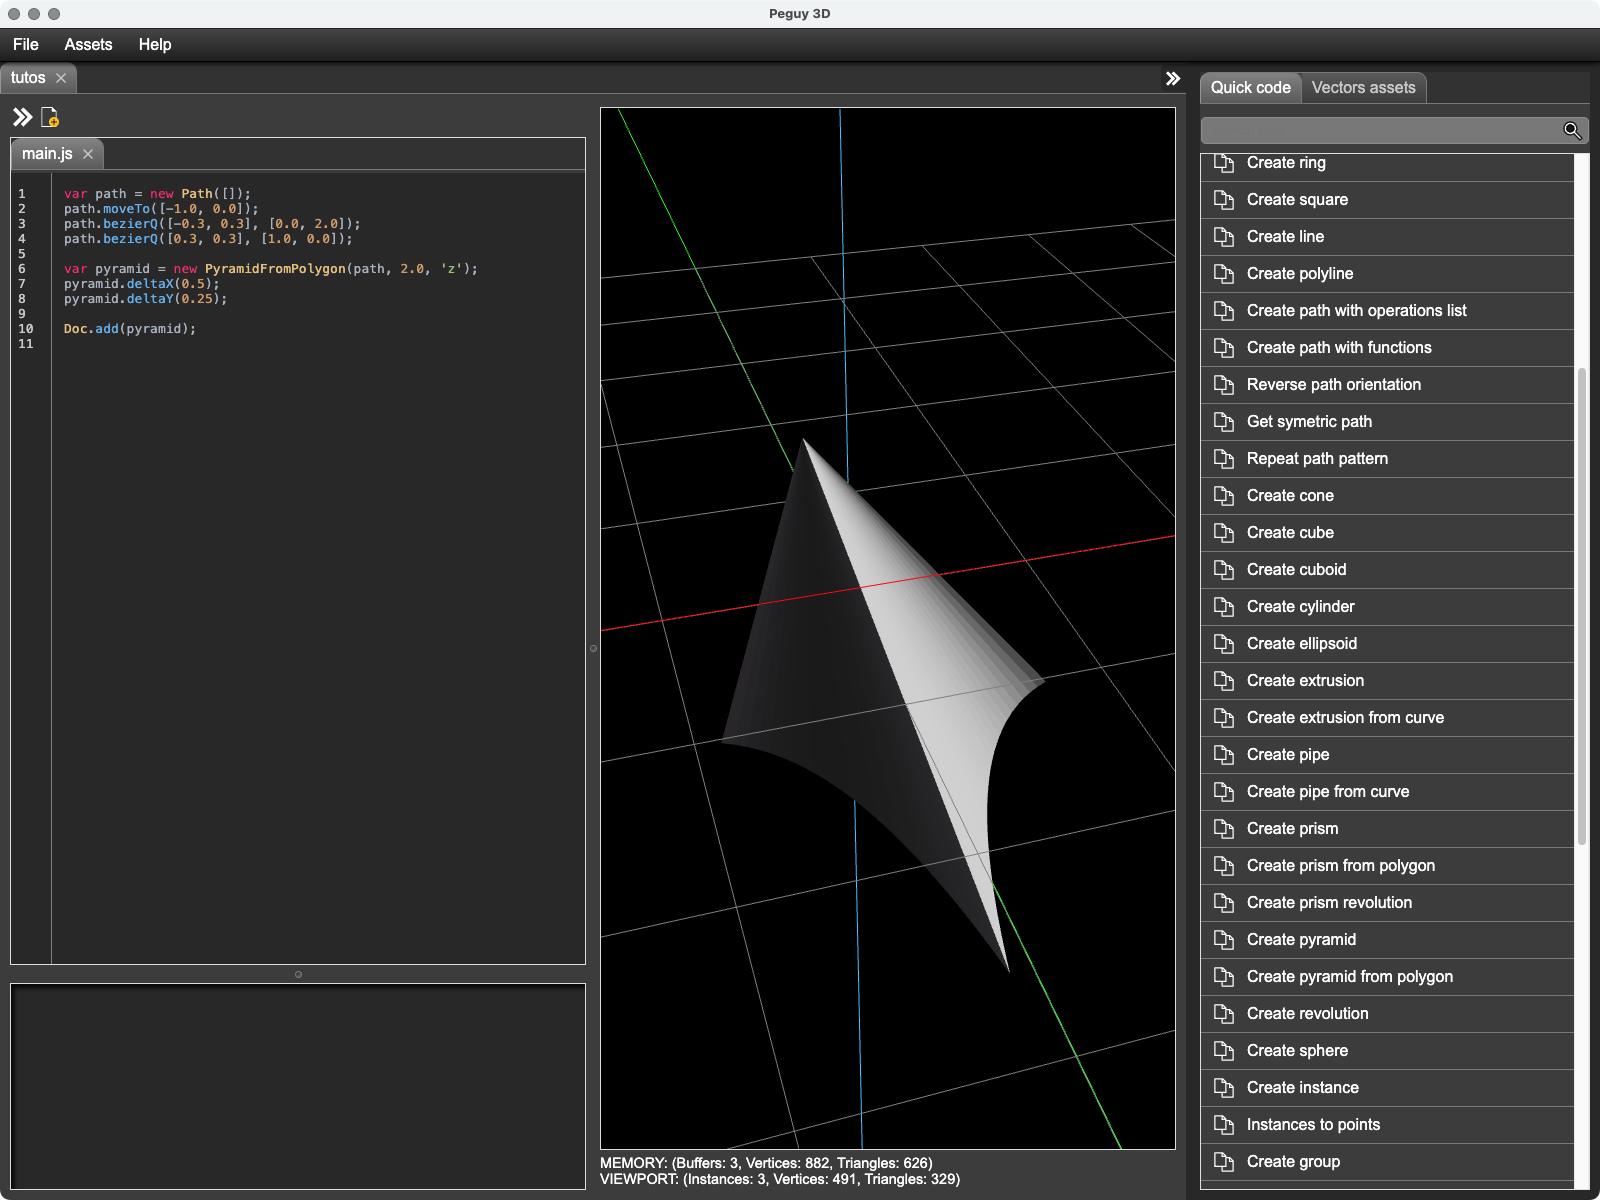 Peguy 3D
File Assets Help
tutos
main.js
1 var path = new Path([]);
2 path.moveTo([-1.0, 0.0]);
3 path.bezierQ([-0.3, 0.3], [0.0, 2.0]);
4 path.bezierQ([0.3, 0.3], [1.0, 0.0]);
5
6 var pyramid = new PyramidFromPolygon(path, 2.0, 'z');
7 pyramid.deltaX(0.5);
8 pyramid.deltaY(0.25);
9
10 Doc.add(pyramid);
11
MEMORY: (Buffers: 3, Vertices: 882, Triangles: 626)
VIEWPORT: (Instances: 3, Vertices: 491, Triangles: 329)
Quick code Vectors assets
Create ring
Create square
Create line
Create polyline
Create path with operations list
Create path with functions
Reverse path orientation
Get symetric path
Repeat path pattern
Create cone
Create cube
Create cuboid
Create cylinder
Create ellipsoid
Create extrusion
Create extrusion from curve
Create pipe
Create pipe from curve
Create prism
Create prism from polygon
Create prism revolution
Create pyramid
Create pyramid from polygon
Create revolution
Create sphere
Create instance
Instances to points
Create group